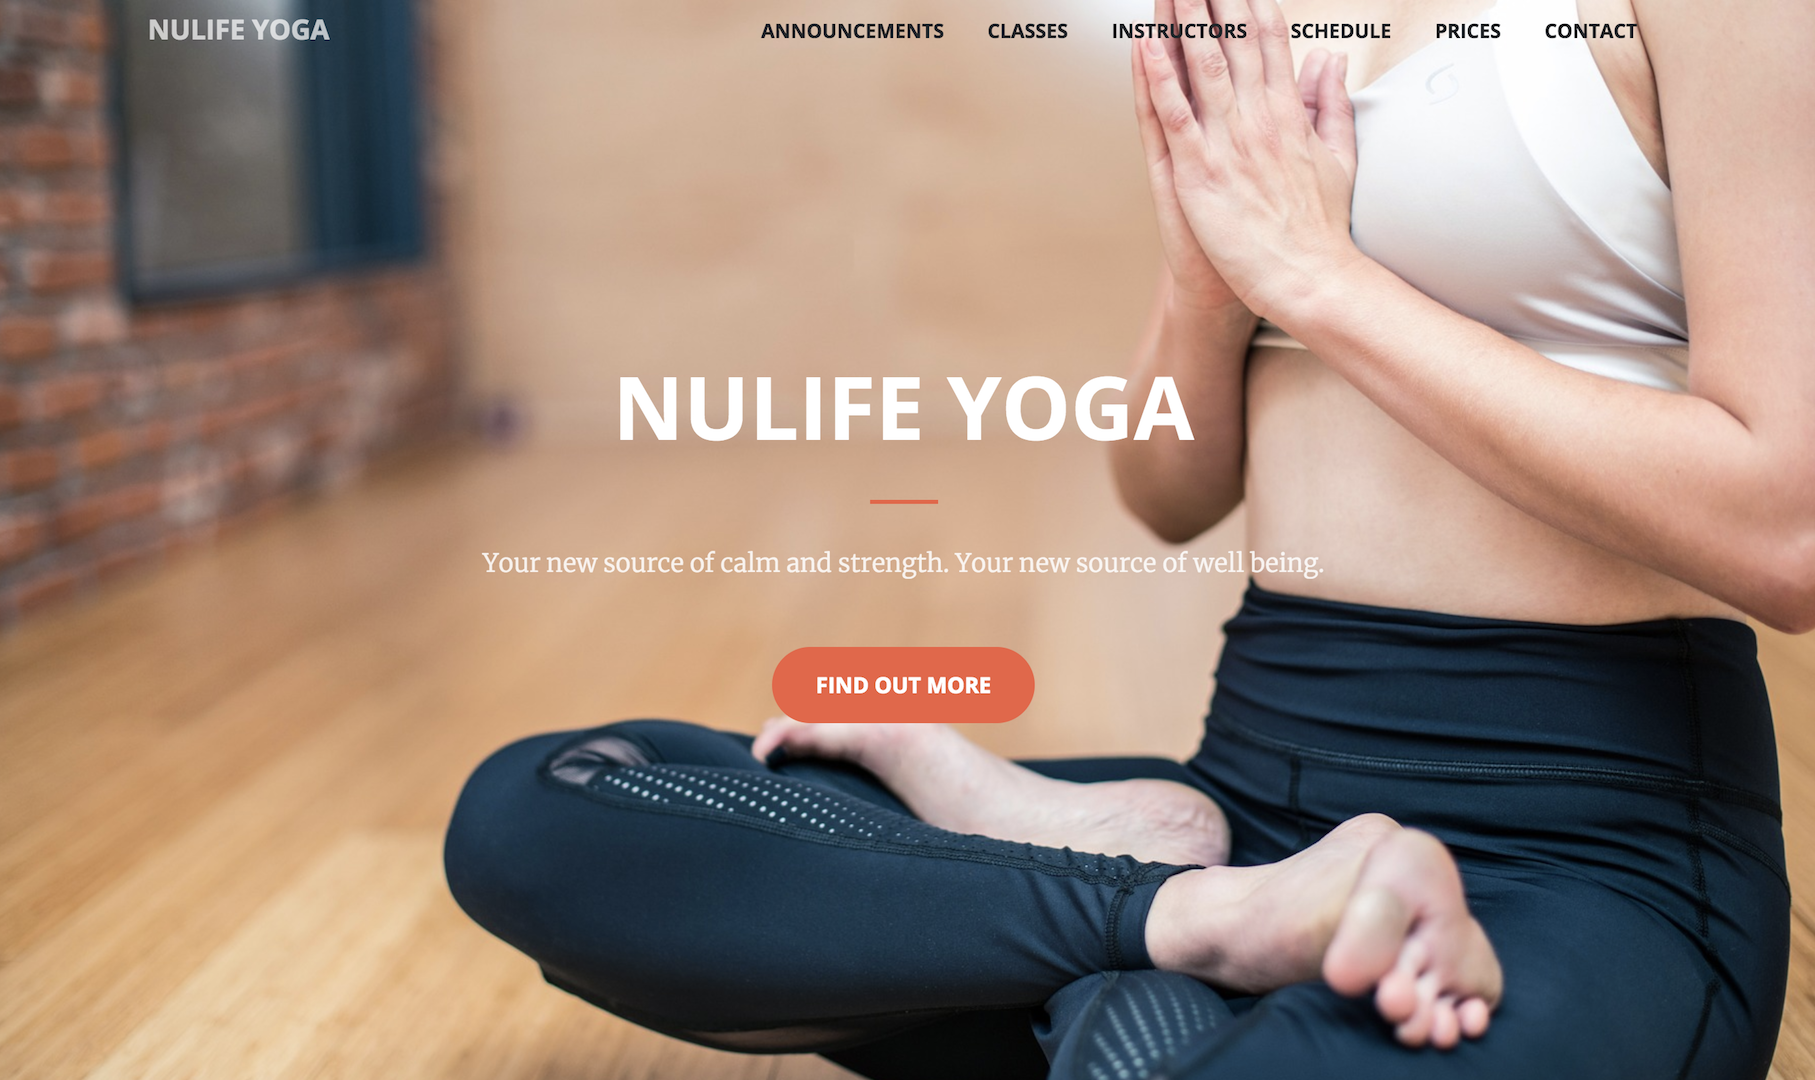 NULIFE YOGA
ANNOUNCEMENTS CLASSES INSTRUCTORS SCHEDULE PRICES CONTACT
NULIFE YOGA
Your new source of calm and strength. Your new source of well being.
FIND OUT MORE